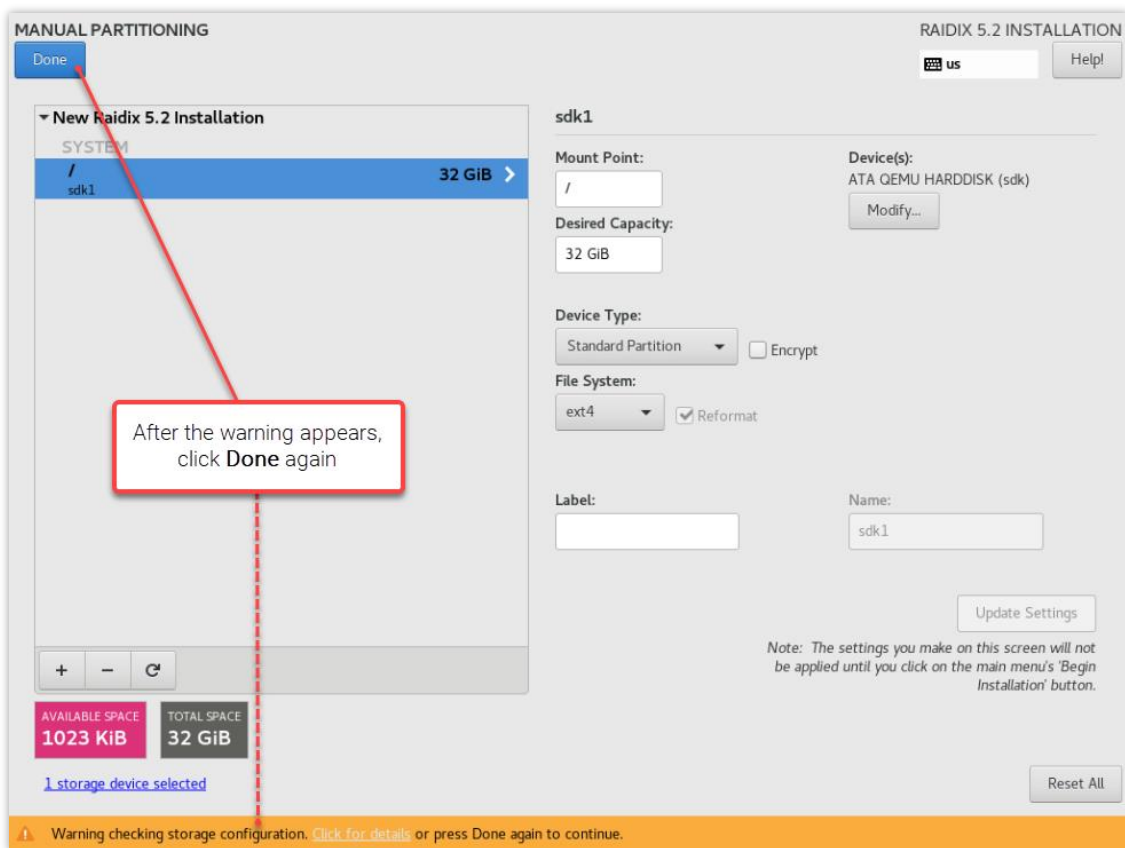 MANUAL PARTITIONING
Done
RAIDIX 5.2 INSTALLATION
us
Help!
New Raidix 5.2 Installation
SYSTEM
/
sdk1
32 GiB
sdk1
Mount Point:
/
Device(s):
ATA QEMU HARDDISK (sdk)
Modify...
Desired Capacity:
32 GiB
Device Type:
Standard Partition
Encrypt
File System:
ext4
Reformat
After the warning appears,
click Done again
Label:
Name:
sdk1
Update Settings
Note: The settings you make on this screen will not
be applied until you click on the main menu's 'Begin
Installation' button.
+ −
AVAILABLE SPACE
1023 KiB
TOTAL SPACE
32 GiB
1 storage device selected
Reset All
Warning checking storage configuration. Click for details or press Done again to continue.